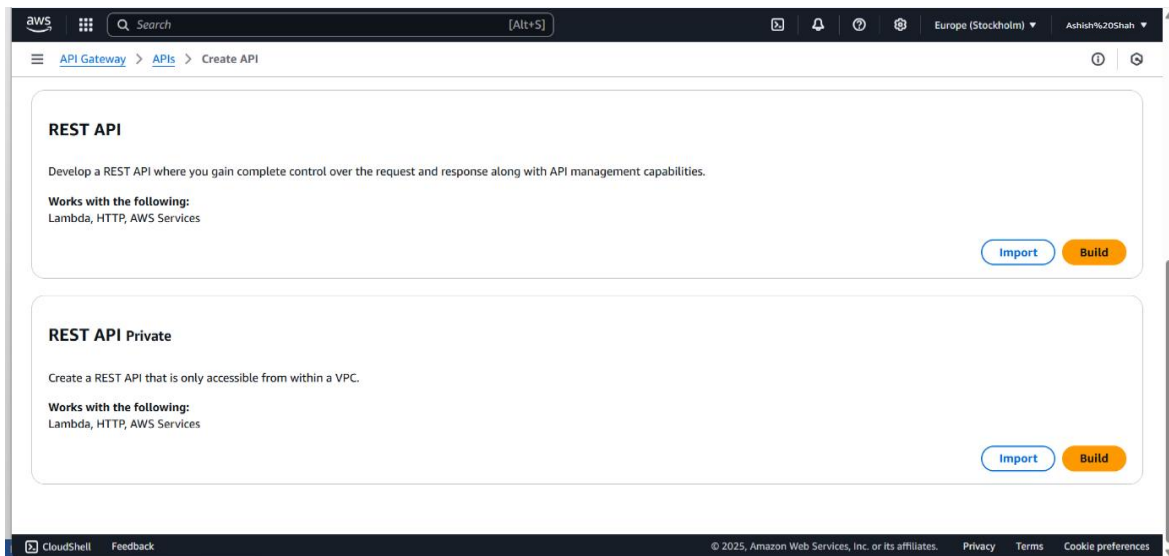 aws
Search [Alt+S] Europe (Stockholm) ▼ Ashish%20Shah ▼
API Gateway > APIs > Create API
REST API
Develop a REST API where you gain complete control over the request and response along with API management capabilities.
Works with the following:
Lambda, HTTP, AWS Services
Import Build
REST API Private
Create a REST API that is only accessible from within a VPC.
Works with the following:
Lambda, HTTP, AWS Services
Import Build
CloudShell Feedback © 2025, Amazon Web Services, Inc. or its affiliates. Privacy Terms Cookie preferences